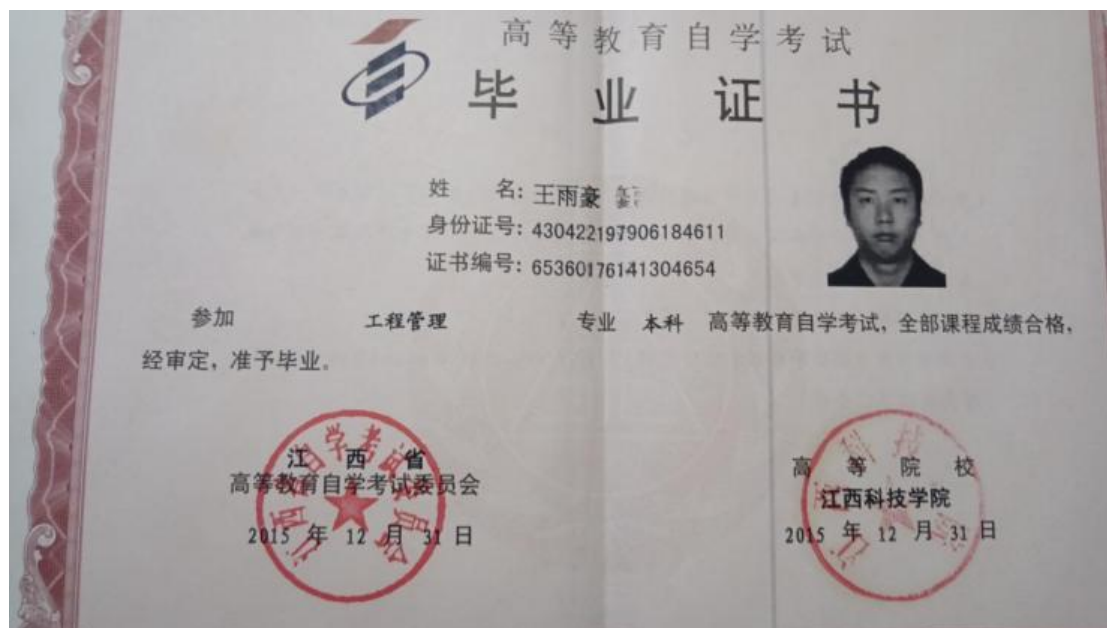 高等教育自学考试
毕业证书
姓 名：王雨豪
身份证号：430422197906184611
证书编号：65360176141304654
参加 工程管理 专业 本科 高等教育自学考试，全部课程成绩合格，
经审定，准予毕业。
江西省
高等教育自学考试委员会
2015 年 12 月 31 日
高等院校
江西科技学院
2015 年 12 月 31 日